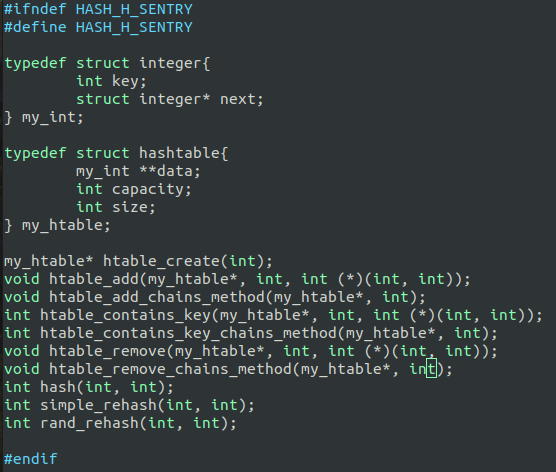 #ifndef HASH_H_SENTRY
#define HASH_H_SENTRY

typedef struct integer{
        int key;
        struct integer* next;
} my_int;

typedef struct hashtable{
        my_int **data;
        int capacity;
        int size;
} my_htable;

my_htable* htable_create(int);
void htable_add(my_htable*, int, int (*)(int, int));
void htable_add_chains_method(my_htable*, int);
int htable_contains_key(my_htable*, int, int (*)(int, int));
int htable_contains_key_chains_method(my_htable*, int);
void htable_remove(my_htable*, int, int (*)(int, int));
void htable_remove_chains_method(my_htable*, int);
int hash(int, int);
int simple_rehash(int, int);
int rand_rehash(int, int);

#endif